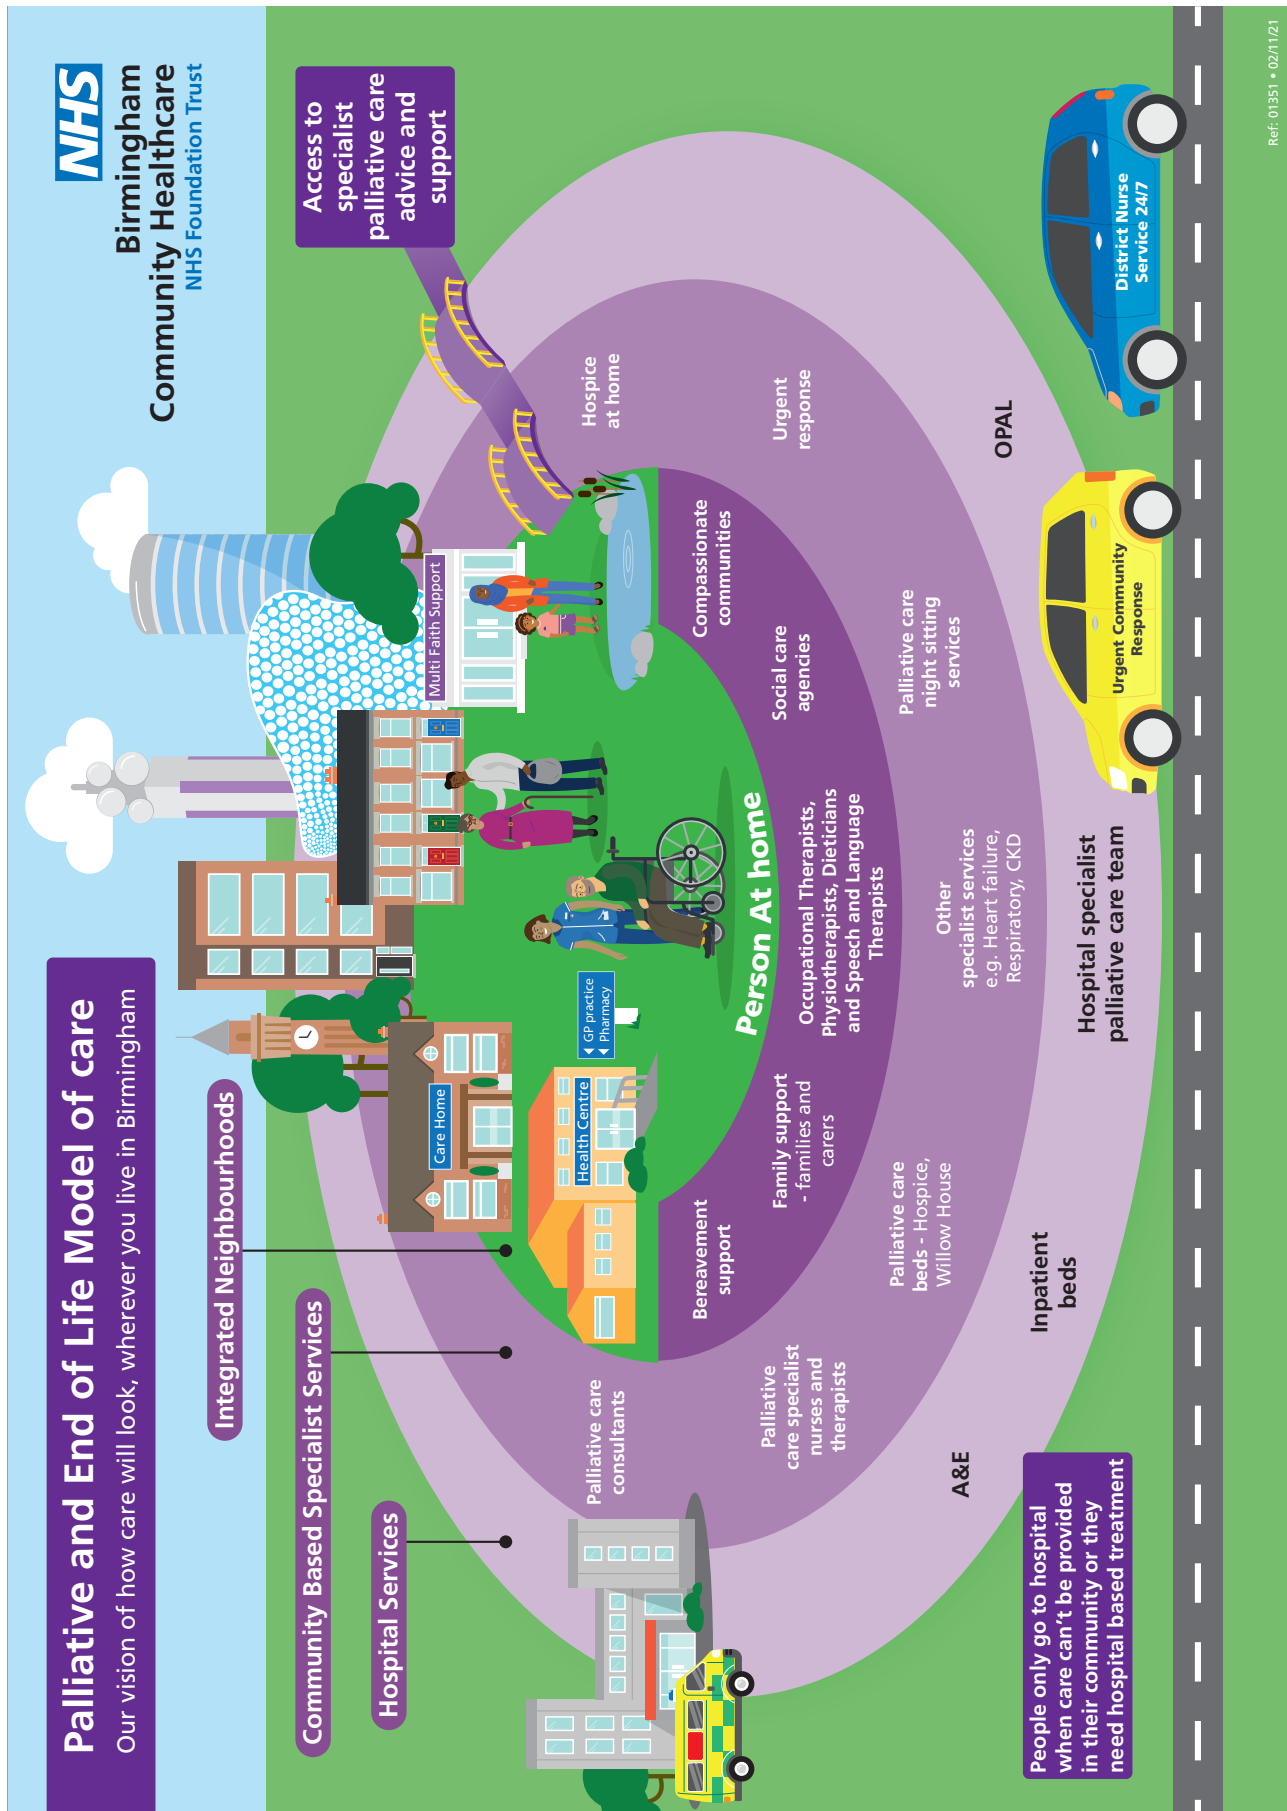 Palliative and End of Life Model of care
Our vision of how care will look, wherever you live in Birmingham
NHS
Birmingham
Community Healthcare
NHS Foundation Trust
Integrated Neighbourhoods
Community Based Specialist Services
Hospital Services
Access to
specialist
palliative care
advice and
support
Care Home
Multi Faith Support
Health Centre
GP practice
Pharmacy
Person At home
Bereavement
support
Family support
- families and
carers
Occupational Therapists,
Physiotherapists, Dieticians
and Speech and Language
Therapists
Social care
agencies
Compassionate
communities
Palliative care
consultants
Palliative
care specialist
nurses and
therapists
Palliative care
beds - Hospice,
Willow House
Other
specialist services
e.g. Heart failure,
Respiratory, CKD
Palliative care
night sitting
services
Urgent
response
Hospice
at home
A&E
Inpatient
beds
Hospital specialist
palliative care team
OPAL
People only go to hospital
when care can't be provided
in their community or they
need hospital based treatment
Urgent Community
Response
District Nurse
Service 24/7
Ref: 01351 • 02/11/21